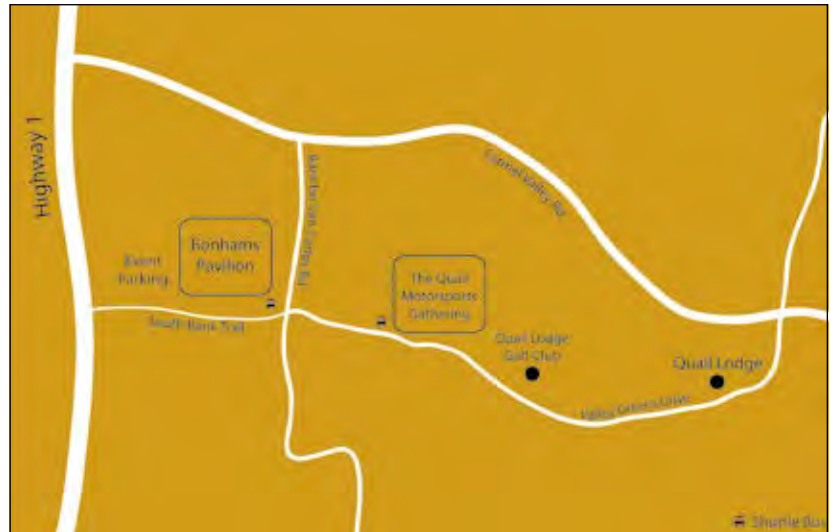 Highway 1
Carmel Valley Rd
Rancho San Carlos Rd
Bonhams
Pavilion
Event
Parking
The Quail
Motorsports
Gathering
South Bank Trail
Quail Lodge
Golf Club
Quail Lodge
Valley Greens Drive
Shuttle Bus